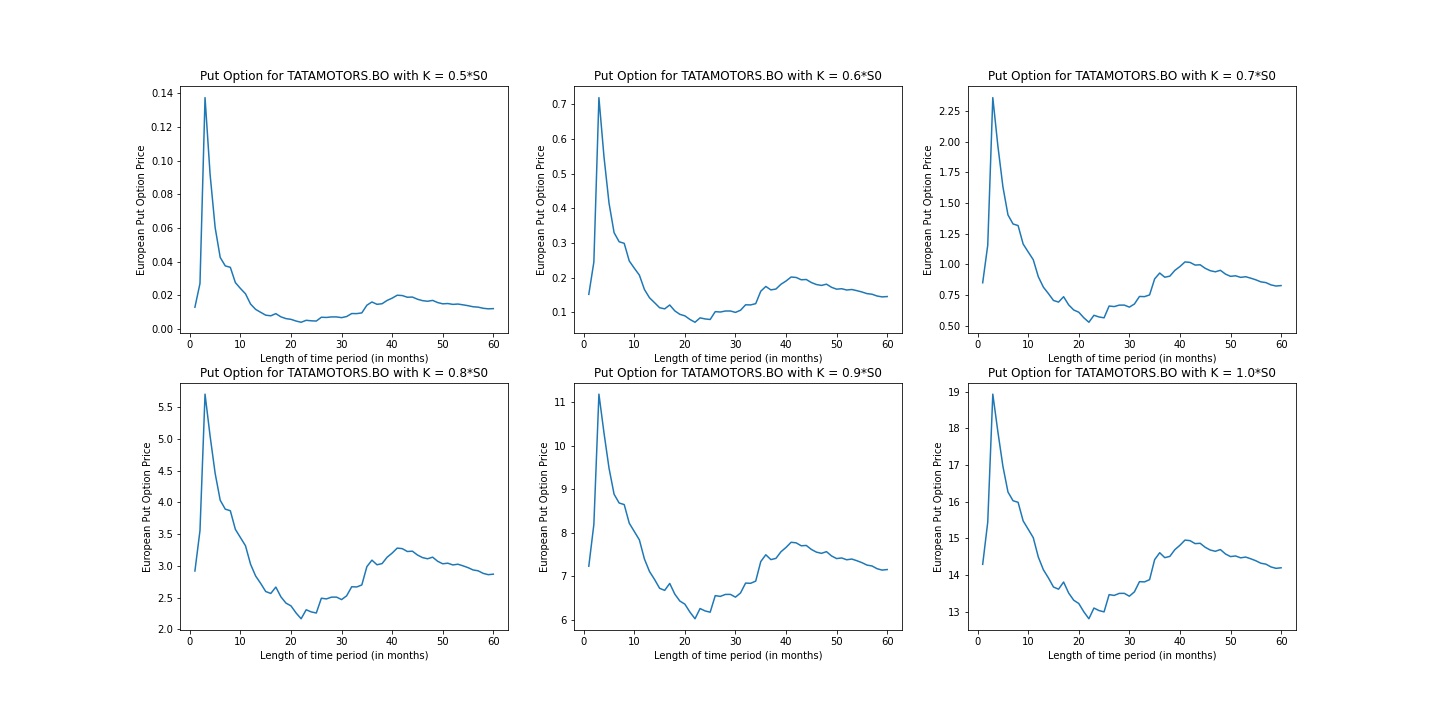 Put Option for TATAMOTORS.BO with K = 0.5*S0
European Put Option Price
0.14
0.12
0.10
0.08
0.06
0.04
0.02
0.00
0 10 20 30 40 50 60
Length of time period (in months)
Put Option for TATAMOTORS.BO with K = 0.6*S0
European Put Option Price
0.7
0.6
0.5
0.4
0.3
0.2
0.1
0 10 20 30 40 50 60
Length of time period (in months)
Put Option for TATAMOTORS.BO with K = 0.7*S0
European Put Option Price
2.25
2.00
1.75
1.50
1.25
1.00
0.75
0.50
0 10 20 30 40 50 60
Length of time period (in months)
Put Option for TATAMOTORS.BO with K = 0.8*S0
European Put Option Price
5.5
5.0
4.5
4.0
3.5
3.0
2.5
2.0
0 10 20 30 40 50 60
Length of time period (in months)
Put Option for TATAMOTORS.BO with K = 0.9*S0
European Put Option Price
11
10
9
8
7
6
0 10 20 30 40 50 60
Length of time period (in months)
Put Option for TATAMOTORS.BO with K = 1.0*S0
European Put Option Price
19
18
17
16
15
14
13
0 10 20 30 40 50 60
Length of time period (in months)